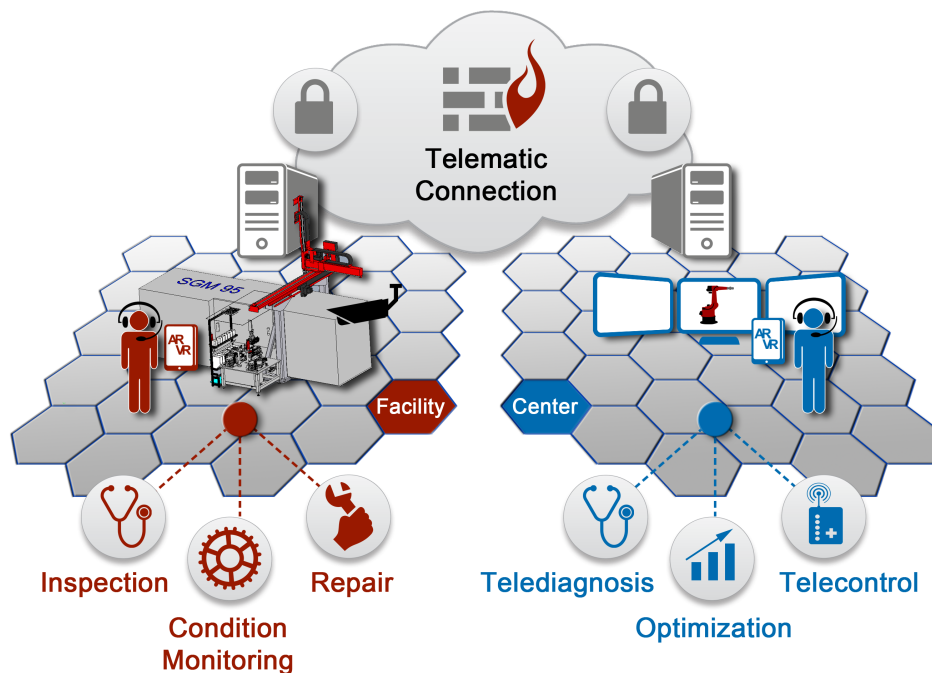 Telematic
Connection
SGM 95
AR
VR
AR
VR
Facility
Center
Inspection
Condition
Monitoring
Repair
Telediagnosis
Optimization
Telecontrol